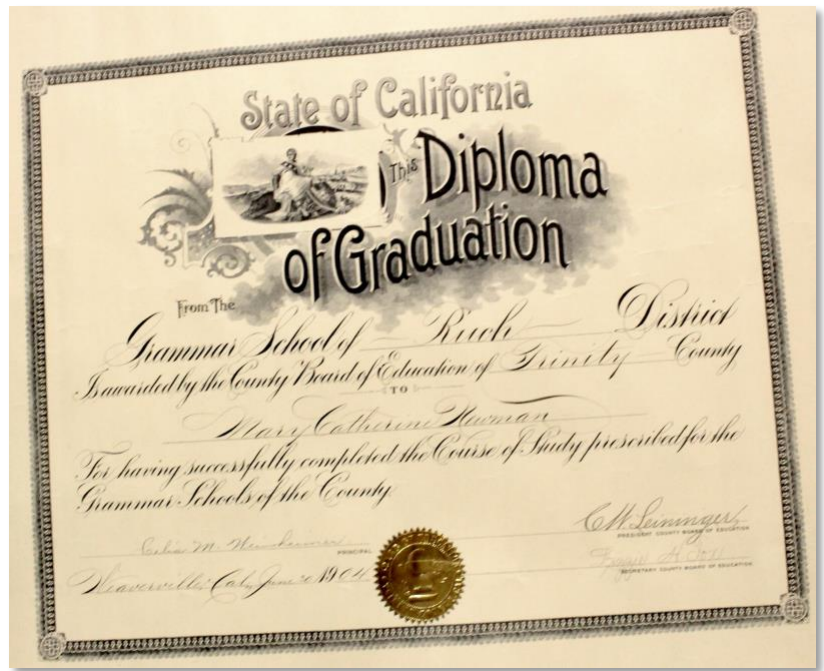 State of California
This Diploma
of Graduation
From The
Grammar School of Ruch District
Is awarded by the County Board of Education of Trinity County
TO
Mary Catherine Newman
For having successfully completed the Course of Study prescribed for the
Grammar Schools of the County
C W Leininger
PRESIDENT COUNTY BOARD OF EDUCATION
Celia M.
PRINCIPAL
SECRETARY COUNTY BOARD OF EDUCATION
Weaverville, Cal, June 1904